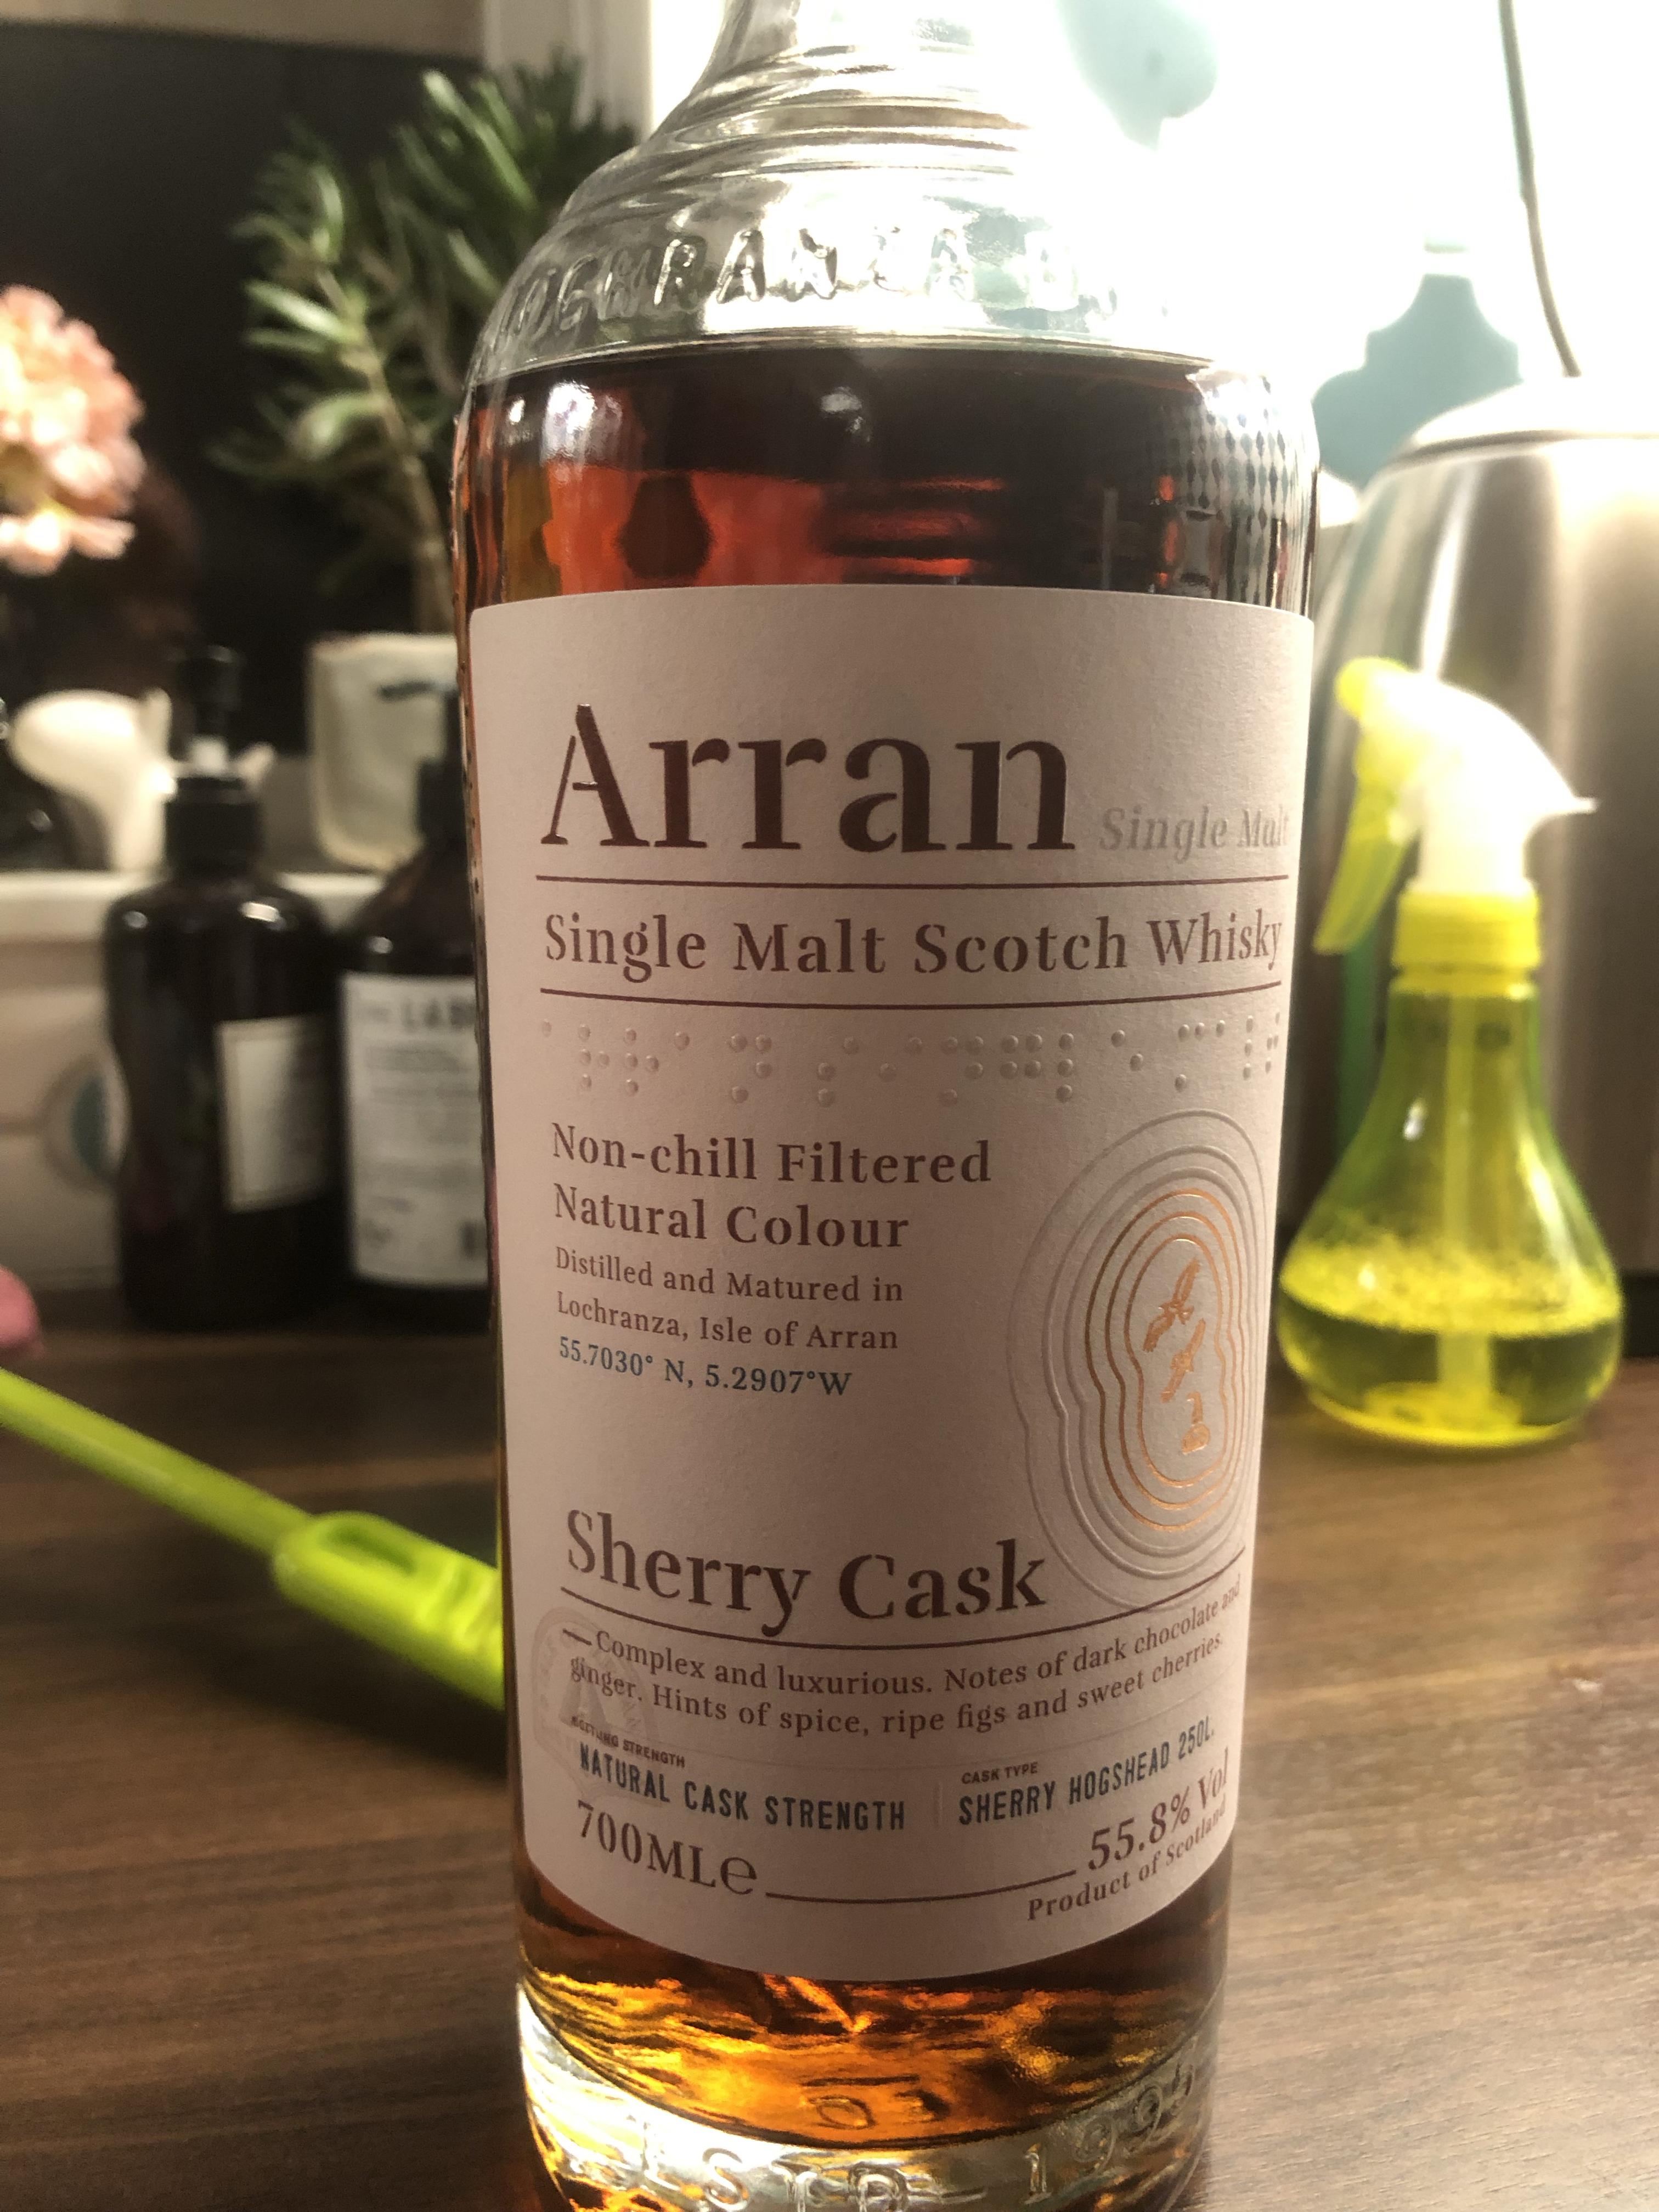 LOCHRANZA
Arran Single Malt
Single Malt Scotch Whisky
Non-chill Filtered
Natural Colour
Distilled and Matured in
Lochranza, Isle of Arran
55.7030° N, 5.2907°W
Sherry Cask
—Complex and luxurious. Notes of dark chocolate and
ginger. Hints of spice, ripe figs and sweet cherries.
BOTTLING STRENGTH
NATURAL CASK STRENGTH
CASK TYPE
SHERRY HOGSHEAD 250L.
700MLe
55.8% Vol
Product of Scotland
ESTD 1994